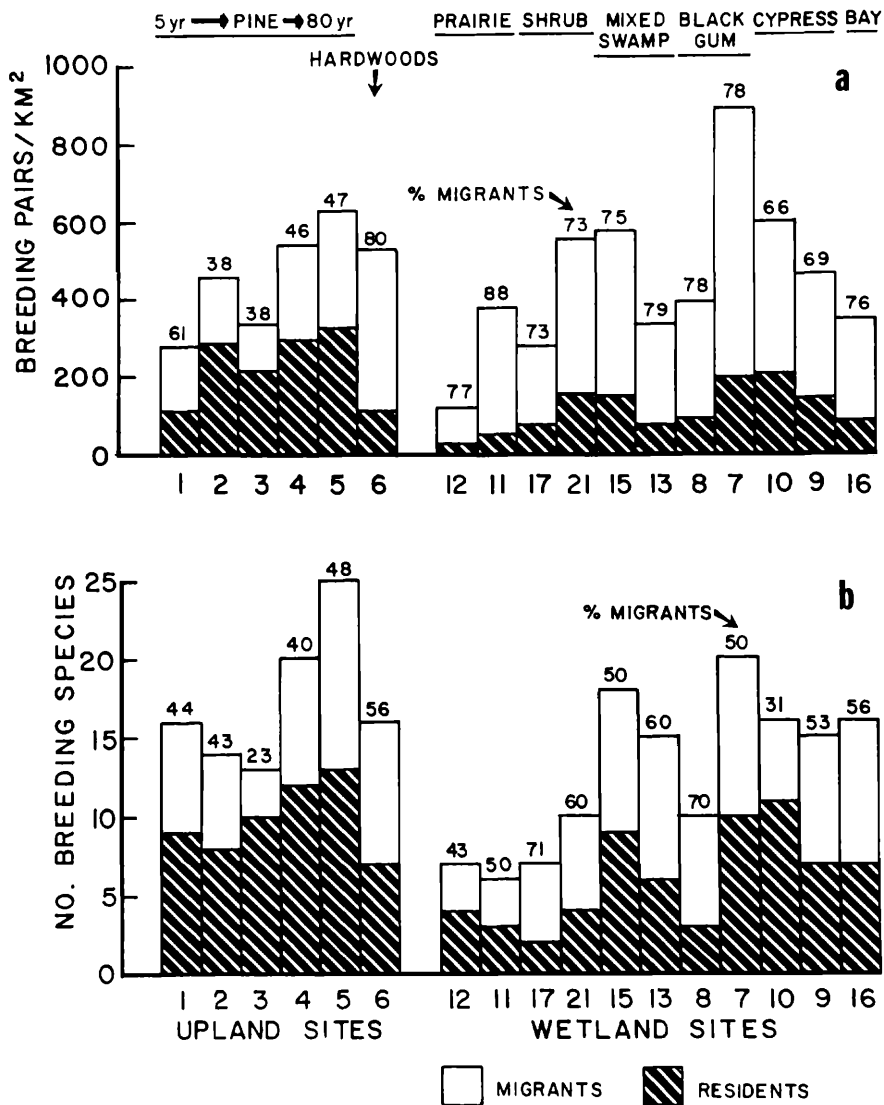 5 yr → PINE → 80 yr
HARDWOODS
PRAIRIE SHRUB MIXED SWAMP BLACK GUM CYPRESS BAY
a
BREEDING PAIRS/KM²
1000
800
600
400
200
0
% MIGRANTS
61 38 38 46 47 80 77 88 73 73 75 79 78 78 66 69 76
1 2 3 4 5 6 12 11 17 21 15 13 8 7 10 9 16
b
NO. BREEDING SPECIES
25
20
15
10
5
0
% MIGRANTS
44 43 23 40 48 56 43 50 71 60 50 60 70 50 31 53 56
1 2 3 4 5 6 12 11 17 21 15 13 8 7 10 9 16
UPLAND SITES WETLAND SITES
MIGRANTS RESIDENTS